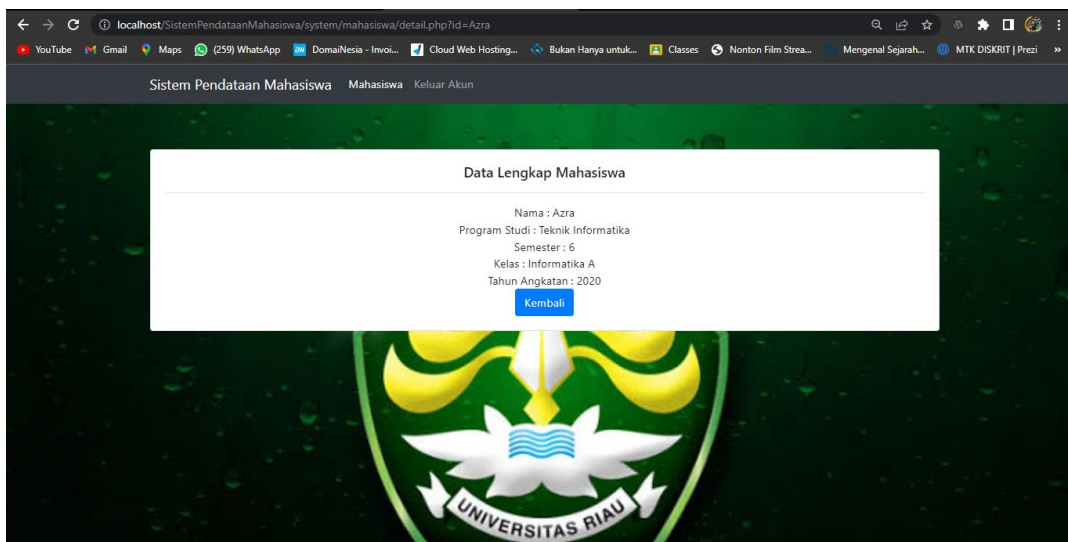 localhost/SistemPendataanMahasiswa/system/mahasiswa/detail.php?id=Azra
YouTube Gmail Maps (259) WhatsApp DomaiNesia - Invoi... Cloud Web Hosting... Bukan Hanya untuk... Classes Nonton Film Strea... Mengenal Sejarah... MTK DISKRIT | Prezi »
Sistem Pendataan Mahasiswa Mahasiswa Keluar Akun
Data Lengkap Mahasiswa
Nama : Azra
Program Studi : Teknik Informatika
Semester : 6
Kelas : Informatika A
Tahun Angkatan : 2020
Kembali
UNIVERSITAS RIAU